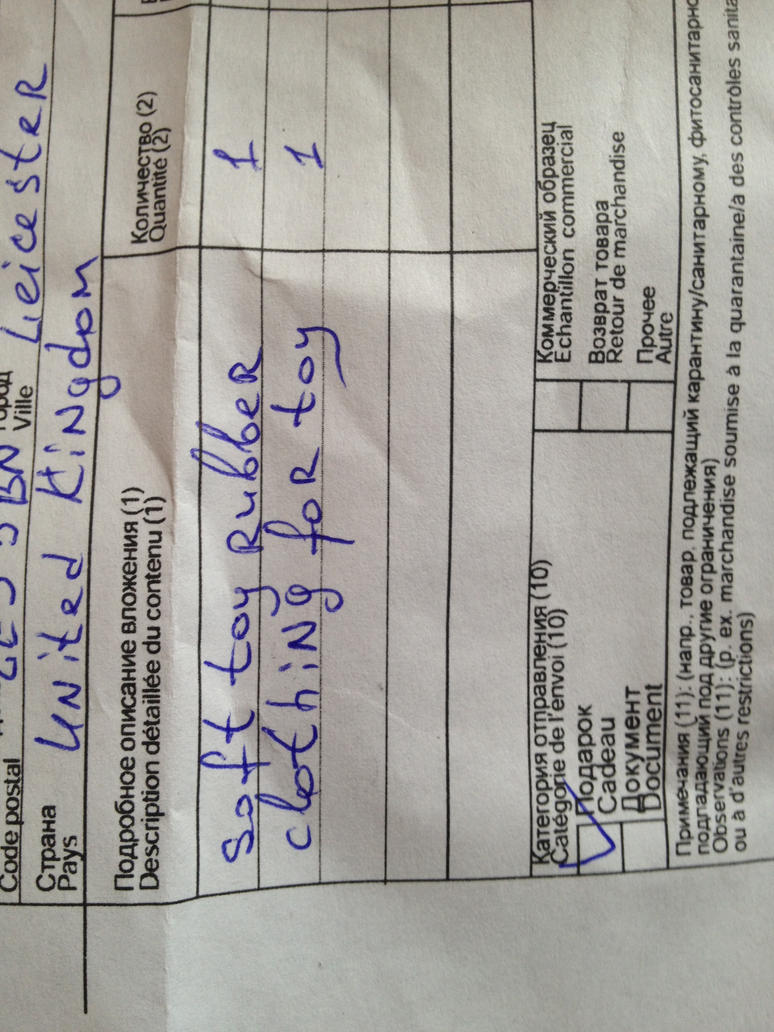 Code postal
Город
Ville
Leicester
Страна
Pays
United Kingdom
Подробное описание вложения (1)
Description détaillée du contenu (1)
Количество (2)
Quantité (2)
Soft toy Rubber 1
clothing for toy 1
Категория отправления (10)
Catégorie de l'envoi (10)
Подарок
Cadeau
Документ
Document
Коммерческий образец
Echantillon commercial
Возврат товара
Retour de marchandise
Прочее
Autre
Примечания (11): (напр., товар, подлежащий карантину/санитарному, фитосанитарно
подпадающий под другие ограничения)
Observations (11): (p. ex. marchandise soumise à la quarantaine/a des contrôles sanita
ou à d'autres restrictions)